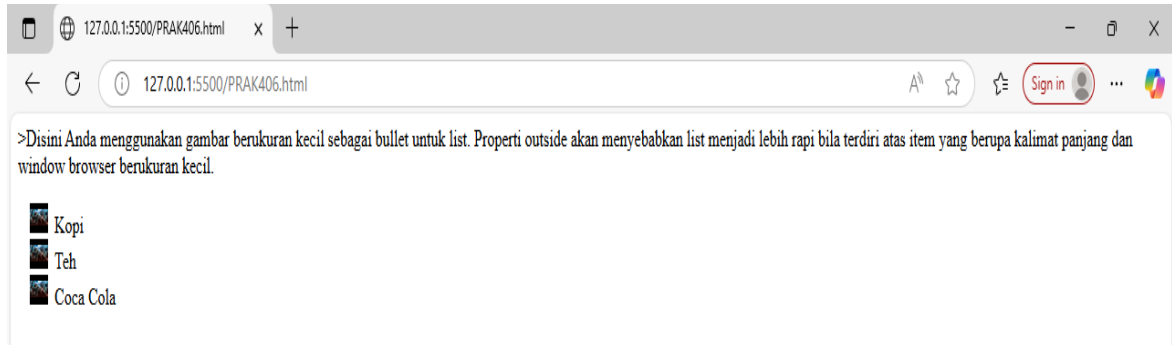 127.0.0.1:5500/PRAK406.html
127.0.0.1:5500/PRAK406.html
Sign in
>Disini Anda menggunakan gambar berukuran kecil sebagai bullet untuk list. Properti outside akan menyebabkan list menjadi lebih rapi bila terdiri atas item yang berupa kalimat panjang dan
window browser berukuran kecil.
Kopi
Teh
Coca Cola